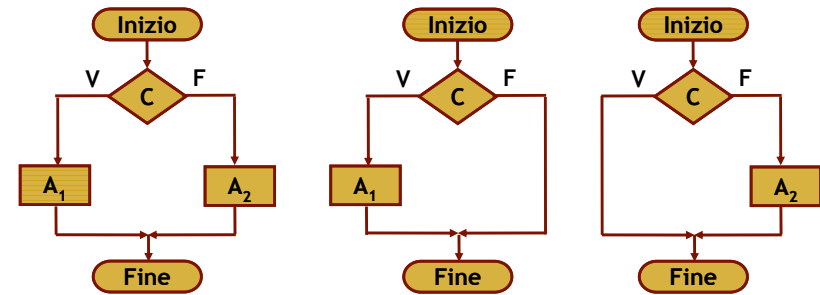 Inizio
V F
C
A₁
A₂
Fine
Inizio
V F
C
A₁
Fine
Inizio
V F
C
A₂
Fine